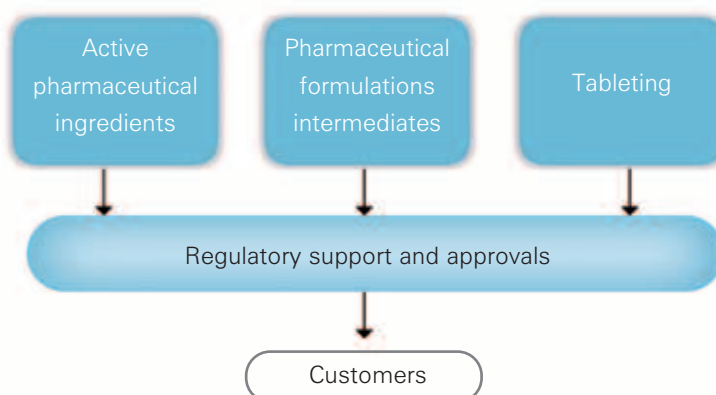 Active
pharmaceutical
ingredients
Pharmaceutical
formulations
intermediates
Tableting
Regulatory support and approvals
Customers